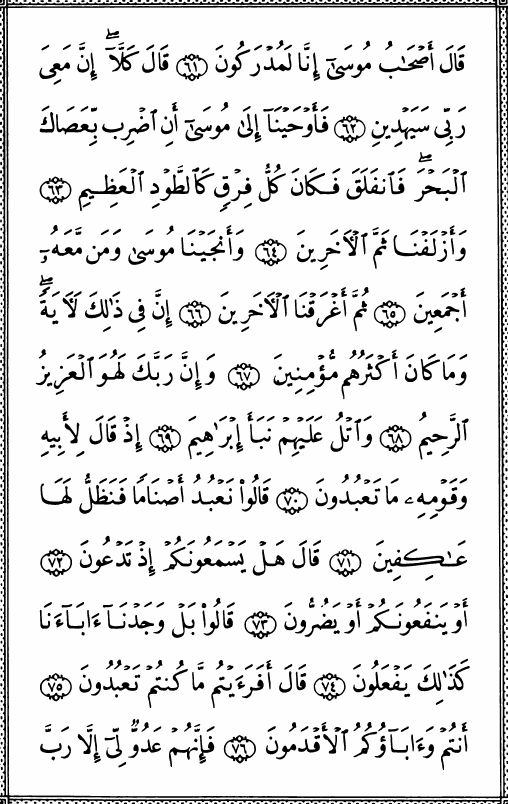 قَالَ أَصۡحَٰبُ مُوسَىٰٓ إِنَّا لَمُدۡرَكُونَ ۝٦١ قَالَ كَلَّآۖ إِنَّ مَعِيَ
رَبِّي سَيَهۡدِينِ ۝٦٢ فَأَوۡحَيۡنَآ إِلَىٰ مُوسَىٰٓ أَنِ ٱضۡرِب بِّعَصَاكَ
ٱلۡبَحۡرَۖ فَٱنفَلَقَ فَكَانَ كُلُّ فِرۡقٖ كَٱلطَّوۡدِ ٱلۡعَظِيمِ ۝٦٣
وَأَزۡلَفۡنَا ثَمَّ ٱلۡأٓخَرِينَ ۝٦٤ وَأَنجَيۡنَا مُوسَىٰ وَمَن مَّعَهُۥٓ
أَجۡمَعِينَ ۝٦٥ ثُمَّ أَغۡرَقۡنَا ٱلۡأٓخَرِينَ ۝٦٦ إِنَّ فِي ذَٰلِكَ لَأٓيَةٗۖ
وَمَا كَانَ أَكۡثَرُهُم مُّؤۡمِنِينَ ۝٦٧ وَإِنَّ رَبَّكَ لَهُوَ ٱلۡعَزِيزُ
ٱلرَّحِيمُ ۝٦٨ وَٱتۡلُ عَلَيۡهِمۡ نَبَأَ إِبۡرَٰهِيمَ ۝٦٩ إِذۡ قَالَ لِأَبِيهِ
وَقَوۡمِهِۦ مَا تَعۡبُدُونَ ۝٧٠ قَالُواْ نَعۡبُدُ أَصۡنَامٗا فَنَظَلُّ لَهَا
عَٰكِفِينَ ۝٧١ قَالَ هَلۡ يَسۡمَعُونَكُمۡ إِذۡ تَدۡعُونَ ۝٧٢
أَوۡ يَنفَعُونَكُمۡ أَوۡ يَضُرُّونَ ۝٧٣ قَالُواْ بَلۡ وَجَدۡنَآ ءَابَآءَنَا
كَذَٰلِكَ يَفۡعَلُونَ ۝٧٤ قَالَ أَفَرَءَيۡتُم مَّا كُنتُمۡ تَعۡبُدُونَ ۝٧٥
أَنتُمۡ وَءَابَآؤُكُمُ ٱلۡأَقۡدَمُونَ ۝٧٦ فَإِنَّهُمۡ عَدُوّٞ لِّيٓ إِلَّا رَبَّ